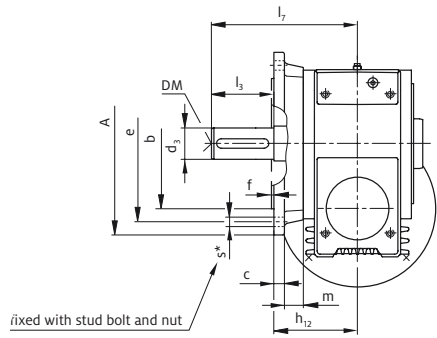 l7
l3
DM
A
e
b
d3
f
s*
c
m
h12
fixed with stud bolt and nut